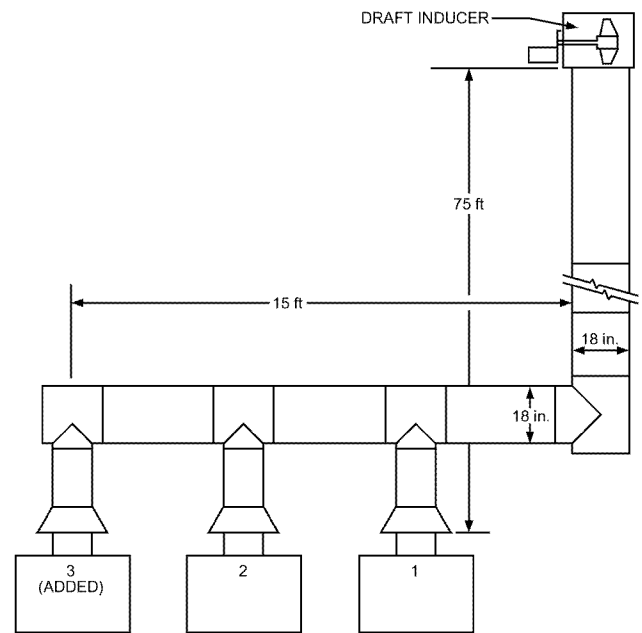 DRAFT INDUCER
75 ft
15 ft
18 in.
18 in.
3
(ADDED)
2
1